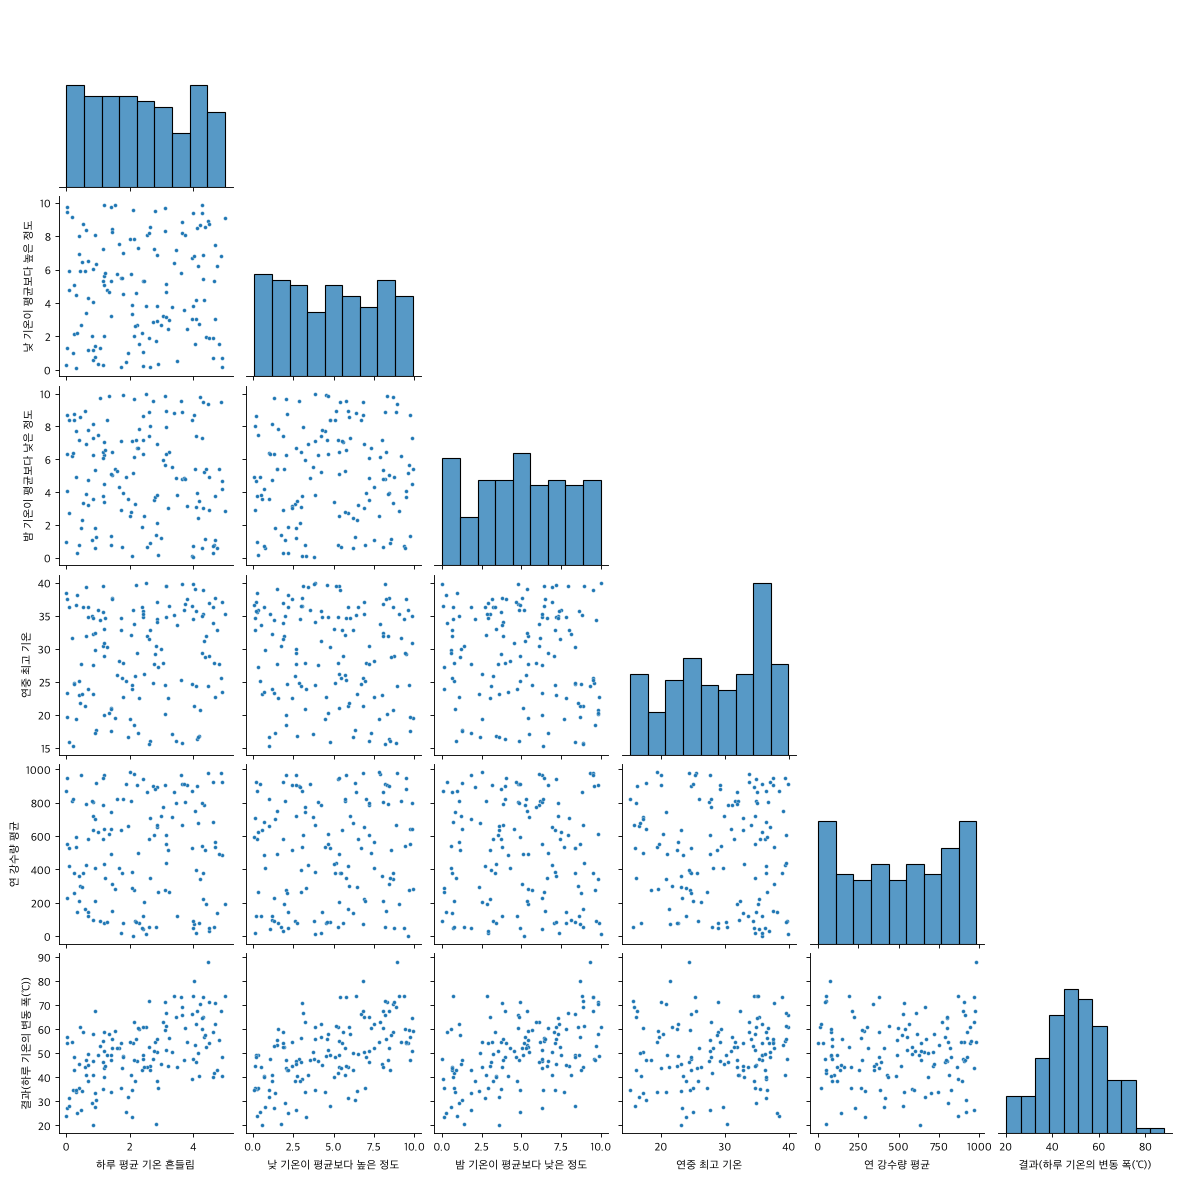 10
8
6
4
2
0
낮 기온이 평균보다 높은 정도
10
8
6
4
2
0
밤 기온이 평균보다 낮은 정도
40
35
30
25
20
15
연중 최고 기온
1000
800
600
400
200
0
연 강수량 평균
90
80
70
60
50
40
30
20
결과(하루 기온의 변동 폭(℃))
0 2 4
하루 평균 기온 흔들림
0.0 2.5 5.0 7.5 10.0
낮 기온이 평균보다 높은 정도
0.0 2.5 5.0 7.5 10.0
밤 기온이 평균보다 낮은 정도
20 30 40
연중 최고 기온
0 250 500 750 1000
연 강수량 평균
20 40 60 80
결과(하루 기온의 변동 폭(℃))